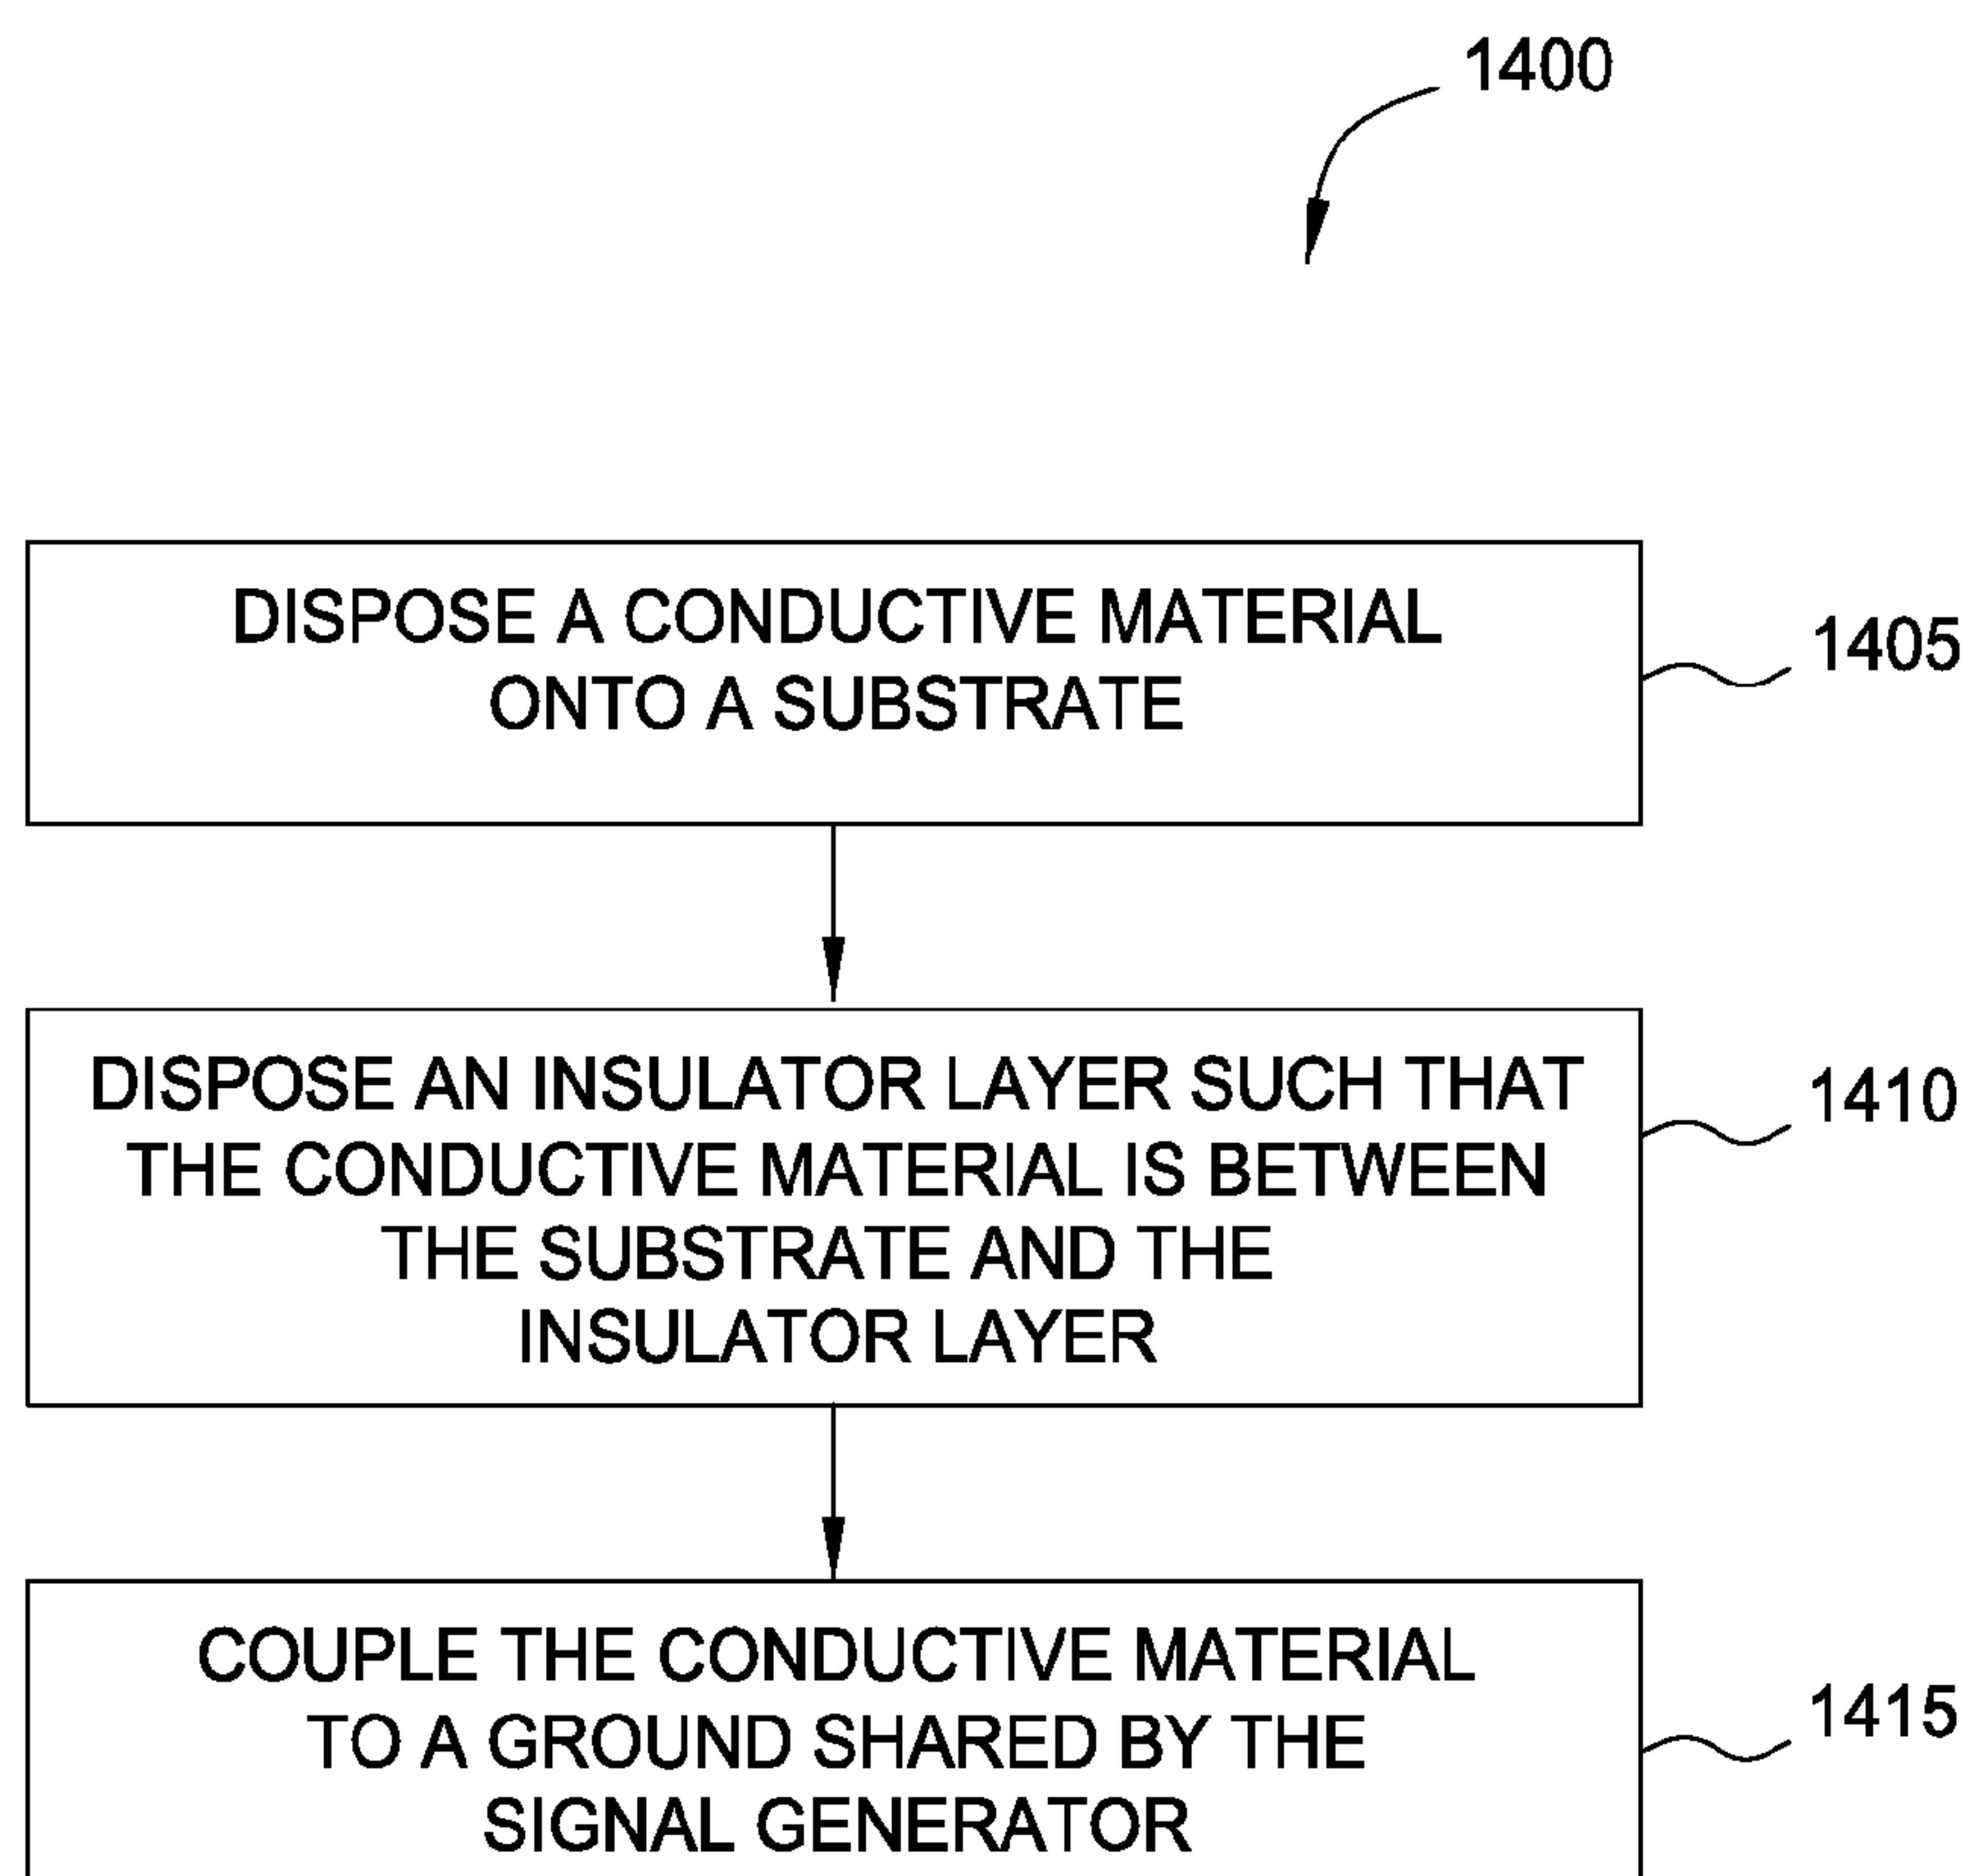 1400
DISPOSE A CONDUCTIVE MATERIAL
ONTO A SUBSTRATE
1405
DISPOSE AN INSULATOR LAYER SUCH THAT
THE CONDUCTIVE MATERIAL IS BETWEEN
THE SUBSTRATE AND THE
INSULATOR LAYER
1410
COUPLE THE CONDUCTIVE MATERIAL
TO A GROUND SHARED BY THE
SIGNAL GENERATOR
1415